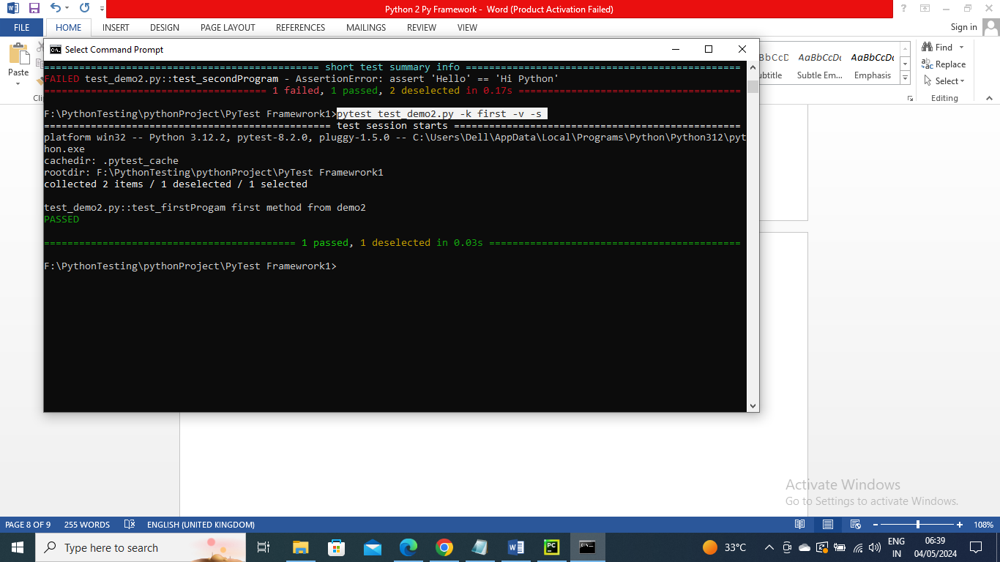 Python 2 Py Framework - Word (Product Activation Failed)
FILE HOME INSERT DESIGN PAGE LAYOUT REFERENCES MAILINGS REVIEW VIEW Sign in
Paste
Subtle Em... Emphasis
AaBbCcDc AaBbCcDc
Find
Replace
Select
Editing
Select Command Prompt
============================================== short test summary info ===============================================
FAILED test_demo2.py::test_secondProgram - AssertionError: assert 'Hello' == 'Hi Python'
====================================== 1 failed, 1 passed, 2 deselected in 0.17s ======================================
F:\PythonTesting\pythonProject\PyTest Framewrork1>pytest test_demo2.py -k first -v -s
================================================ test session starts =================================================
platform win32 -- Python 3.12.2, pytest-8.2.0, pluggy-1.5.0 -- C:\Users\Dell\AppData\Local\Programs\Python\Python312\pyt
hon.exe
cachedir: .pytest_cache
rootdir: F:\PythonTesting\pythonProject\PyTest Framewrork1
collected 2 items / 1 deselected / 1 selected
test_demo2.py::test_firstProgam first method from demo2
PASSED
=========================================== 1 passed, 1 deselected in 0.03s ===========================================
F:\PythonTesting\pythonProject\PyTest Framewrork1>
Activate Windows
Go to Settings to activate Windows.
PAGE 8 OF 9 255 WORDS ENGLISH (UNITED KINGDOM) 108%
Type here to search
33°C
ENG
IN
06:39
04/05/2024